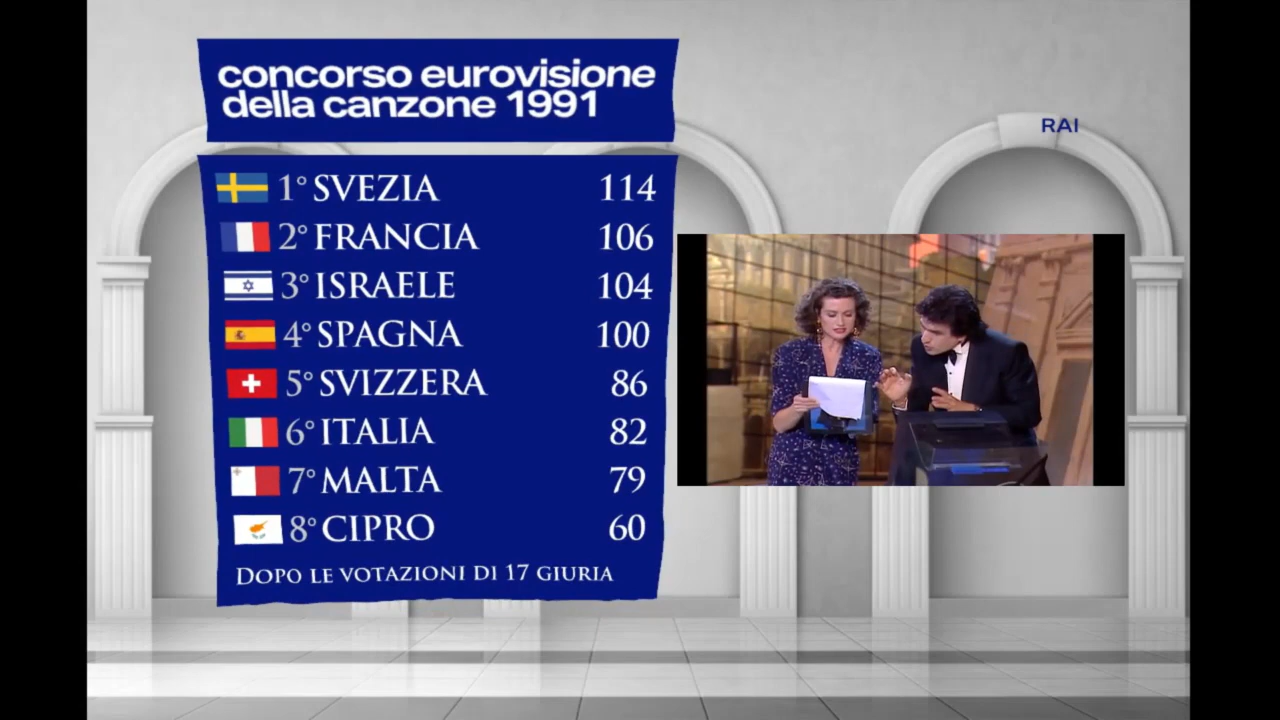 concorso eurovisione
della canzone 1991
RAI
1° SVEZIA 114
2° FRANCIA 106
3° ISRAELE 104
4° SPAGNA 100
5° SVIZZERA 86
6° ITALIA 82
7° MALTA 79
8° CIPRO 60
DOPO LE VOTAZIONI DI 17 GIURIA